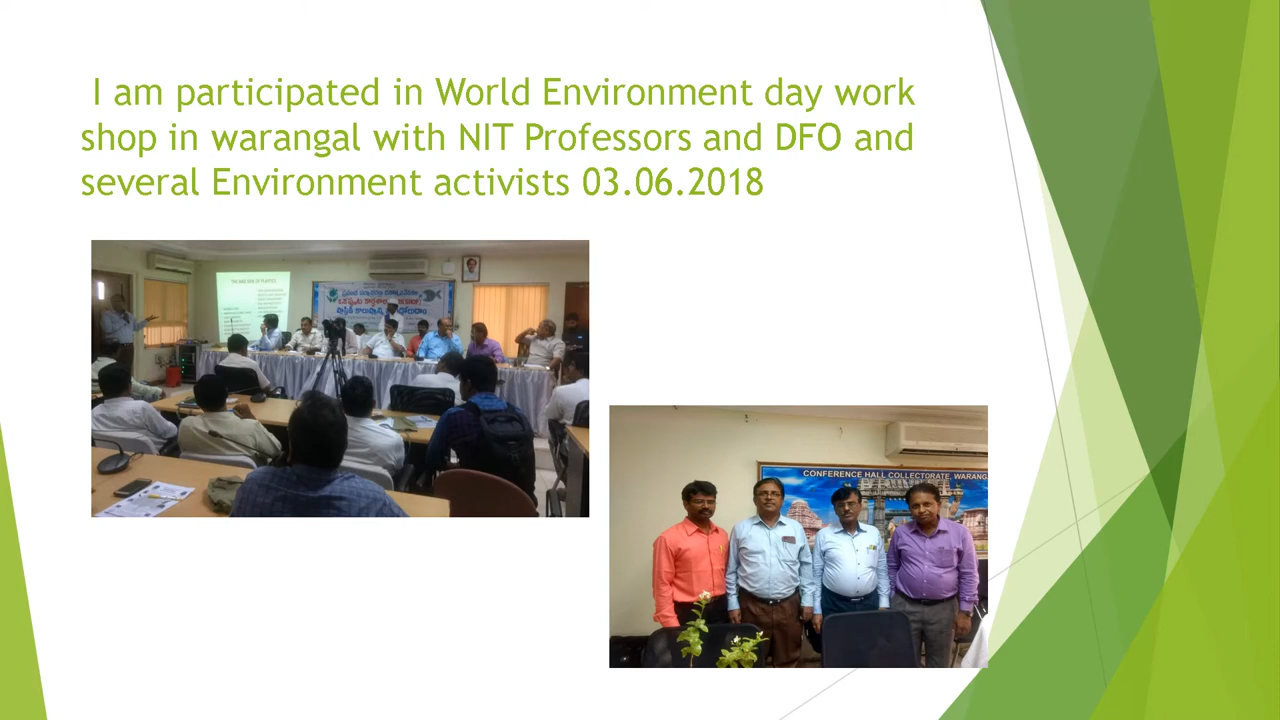 I am participated in World Environment day work
shop in warangal with NIT Professors and DFO and
several Environment activists 03.06.2018
CONFERENCE HALL COLLECTORATE, WARANG